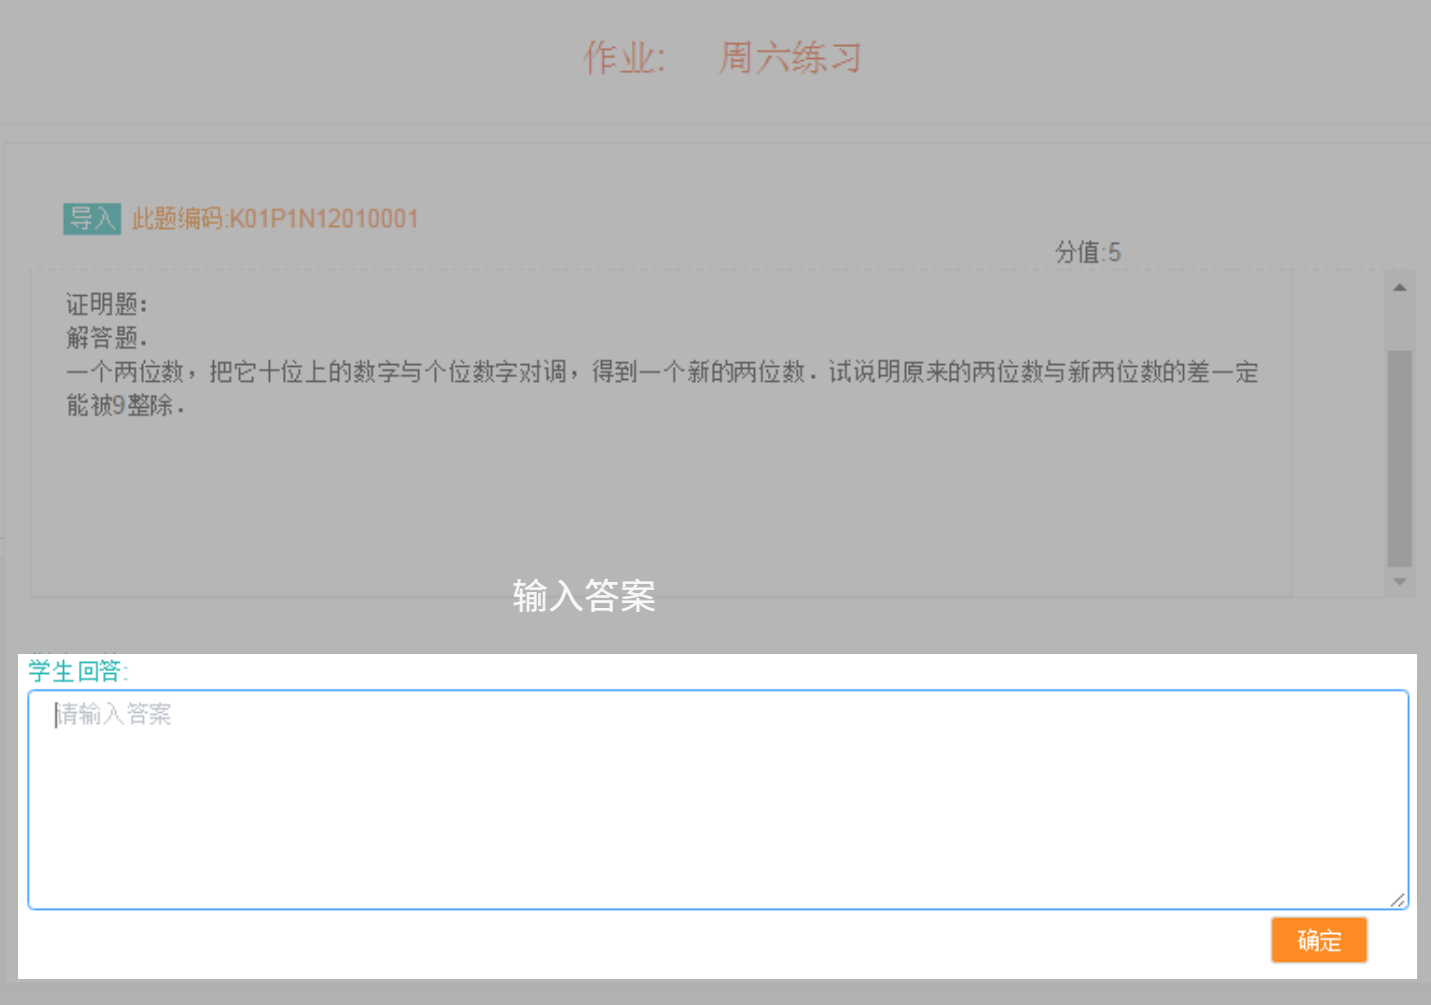 作业: 周六练习
导入 此题编码:K01P1N12010001
分值:5
证明题:
解答题.
一个两位数，把它十位上的数字与个位数字对调，得到一个新的两位数．试说明原来的两位数与新两位数的差一定
能被9整除．
输入答案
学生回答:
请输入答案
确定